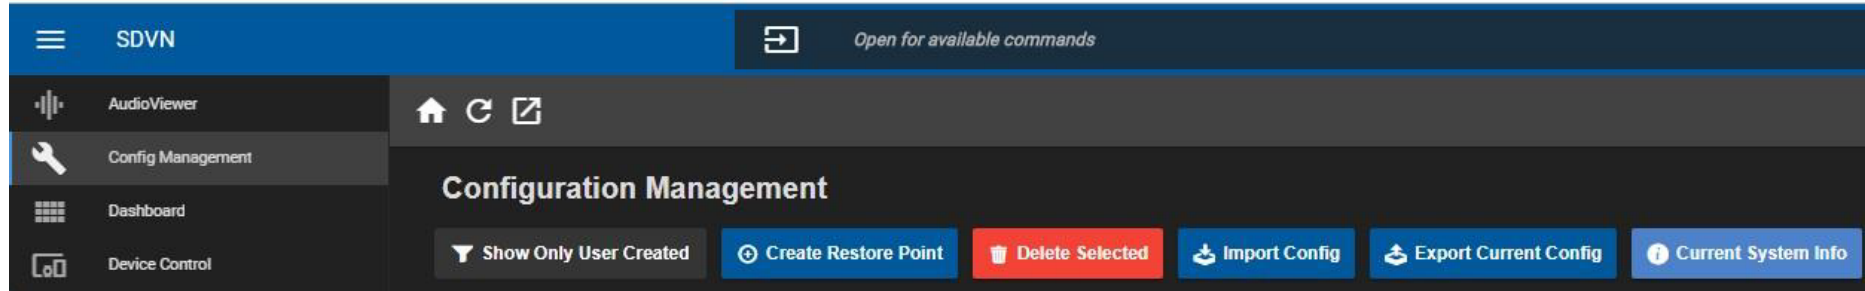 SDVN
Open for available commands
AudioViewer
Config Management
Dashboard
Device Control
Configuration Management
Show Only User Created
Create Restore Point
Delete Selected
Import Config
Export Current Config
Current System Info